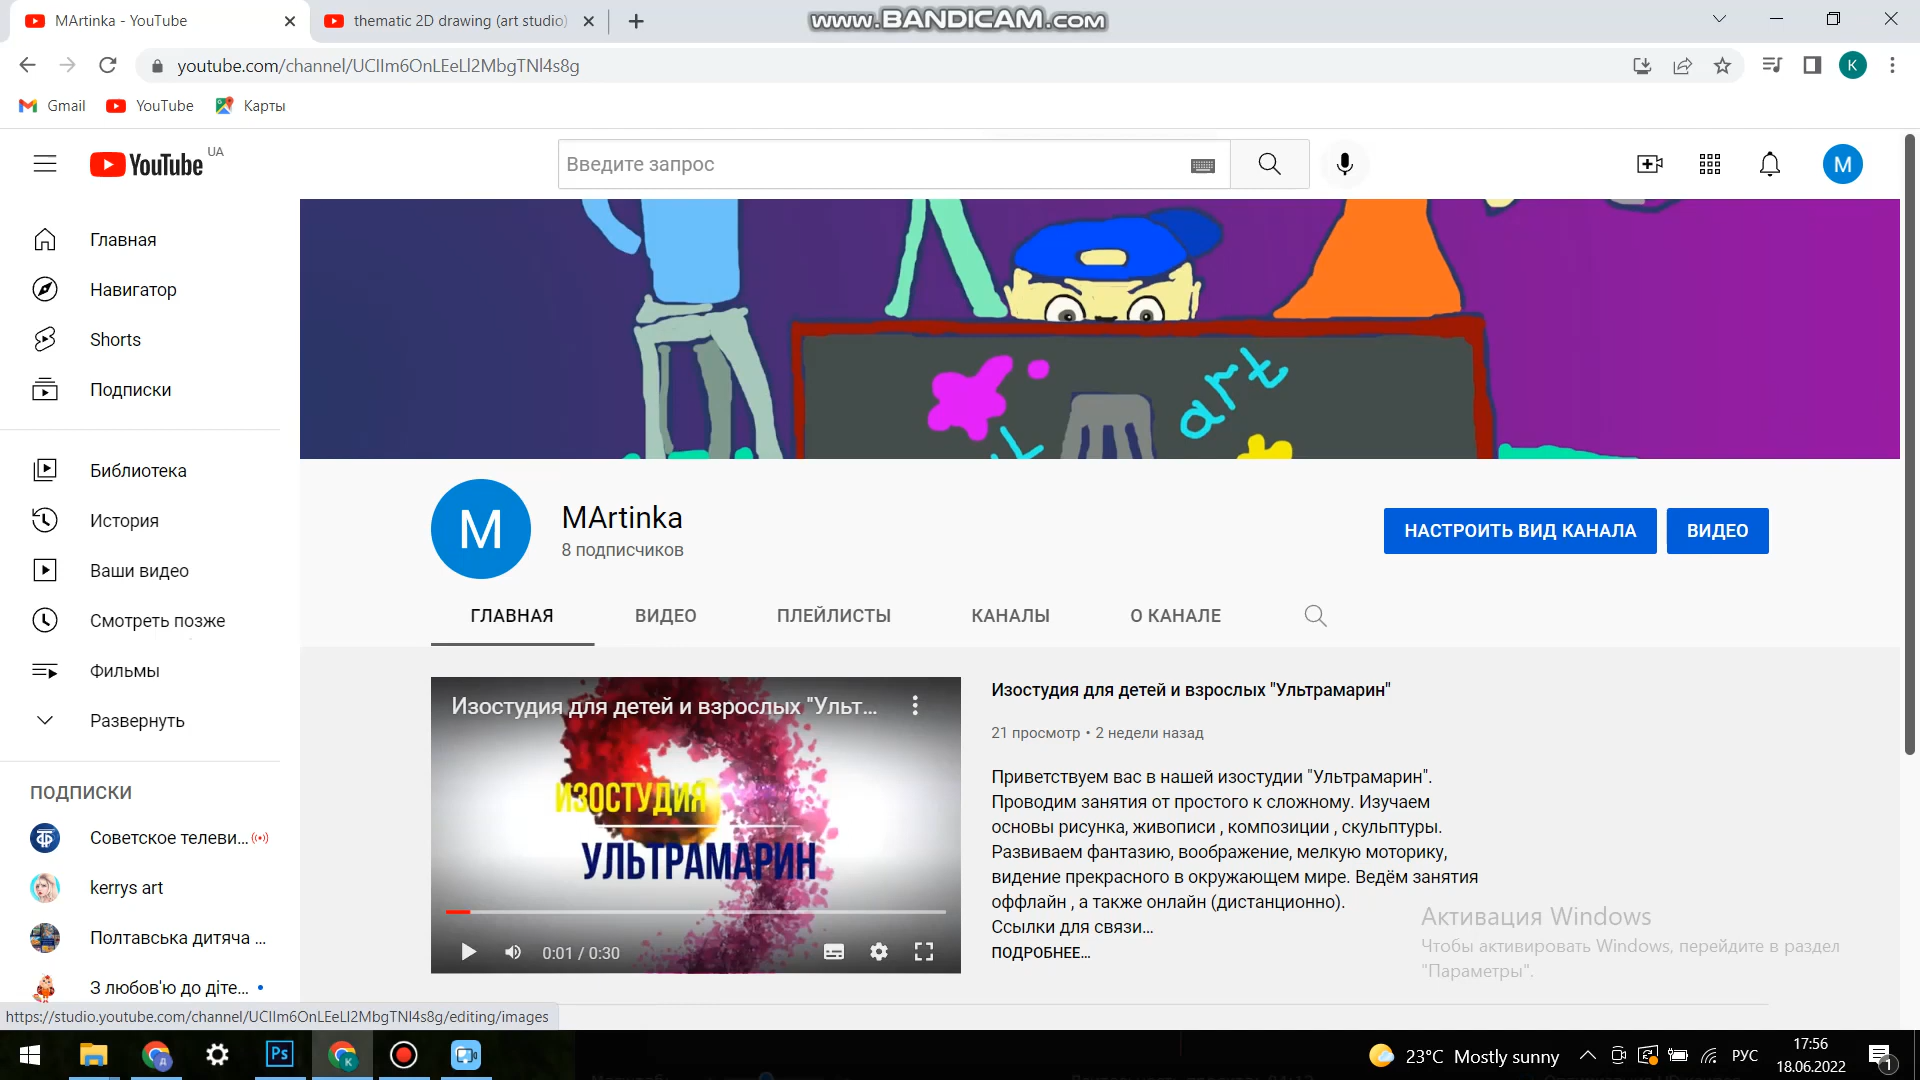 MArtinka - YouTube
thematic 2D drawing (art studio)
www.BANDICAM.com
youtube.com/channel/UClIm6OnLEeLl2MbgTNl4s8g
K
Gmail
YouTube
Карты
YouTube UA
Введите запрос
M
Главная
Навигатор
Shorts
Подписки
Библиотека
История
Ваши видео
Смотреть позже
Фильмы
Развернуть
ПОДПИСКИ
Советское телеви...
kerrys art
Полтавська дитяча ...
З любов'ю до діте...
art
M
MArtinka
8 подписчиков
НАСТРОИТЬ ВИД КАНАЛА
ВИДЕО
ГЛАВНАЯ
ВИДЕО
ПЛЕЙЛИСТЫ
КАНАЛЫ
О КАНАЛЕ
Изостудия для детей и взрослых "Ульт...
ИЗОСТУДИЯ
УЛЬТРАМАРИН
0:01 / 0:30
Изостудия для детей и взрослых "Ультрамарин"
21 просмотр • 2 недели назад
Приветствуем вас в нашей изостудии "Ультрамарин".
Проводим занятия от простого к сложному. Изучаем
основы рисунка, живописи , композиции , скульптуры.
Развиваем фантазию, воображение, мелкую моторику,
видение прекрасного в окружающем мире. Ведём занятия
оффлайн , а также онлайн (дистанционно).
Ссылки для связи...
ПОДРОБНЕЕ...
Активация Windows
Чтобы активировать Windows, перейдите в раздел
"Параметры".
https://studio.youtube.com/channel/UClIm6OnLEeLl2MbgTNl4s8g/editing/images
Д
Ps
K
23°C Mostly sunny
РУС
17:56
18.06.2022
1